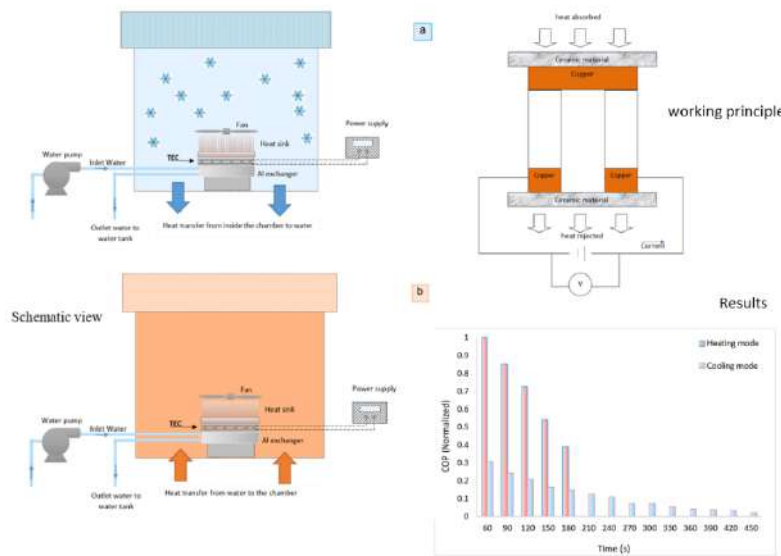 a
Fan
Heat sink
TEC
Al exchanger
Power supply
Water pump
Inlet Water
Outlet water to
water tank
Heat transfer from inside the chamber to water
heat absorbed
Ceramic material
Copper
Copper
Copper
Ceramic material
heat rejected
Current
V
working principle
Schematic view
b
Fan
Heat sink
TEC
Al exchanger
Power supply
Water pump
Inlet Water
Outlet water to
water tank
Heat transfer from water to the chamber
Results
Heating mode
Cooling mode
COP (Normalized)
1
0.9
0.8
0.7
0.6
0.5
0.4
0.3
0.2
0.1
0
60 90 120 150 180 210 240 270 300 330 360 390 420 450
Time (s)